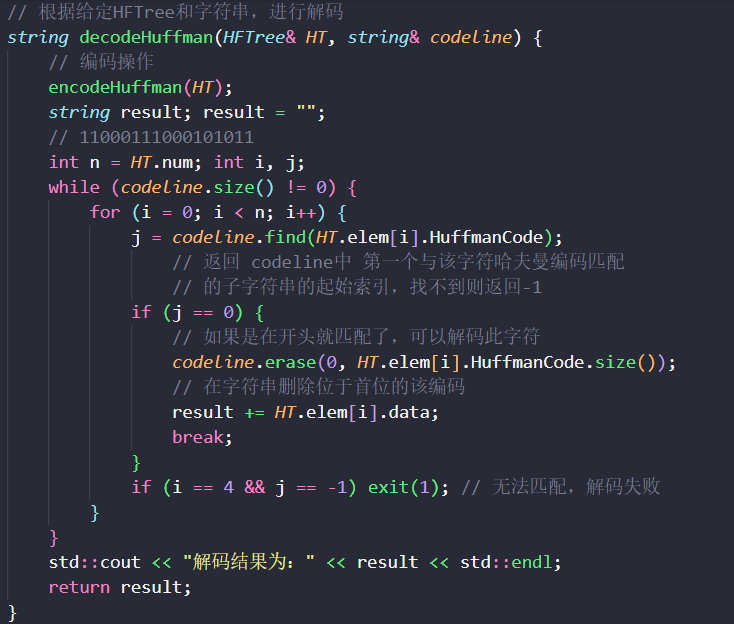 // 根据给定HFTree和字符串，进行解码
string decodeHuffman(HFTree& HT, string& codeline) {
    // 编码操作
    encodeHuffman(HT);
    string result; result = "";
    // 11000111000101011
    int n = HT.num; int i, j;
    while (codeline.size() != 0) {
        for (i = 0; i < n; i++) {
            j = codeline.find(HT.elem[i].HuffmanCode);
                // 返回 codeline中 第一个与该字符哈夫曼编码匹配
                // 的子字符串的起始索引，找不到则返回-1
            if (j == 0) {
                // 如果是在开头就匹配了，可以解码此字符
                codeline.erase(0, HT.elem[i].HuffmanCode.size());
                // 在字符串删除位于首位的该编码
                result += HT.elem[i].data;
                break;
            }
            if (i == 4 && j == -1) exit(1); // 无法匹配，解码失败
        }
    }
    std::cout << "解码结果为：" << result << std::endl;
    return result;
}